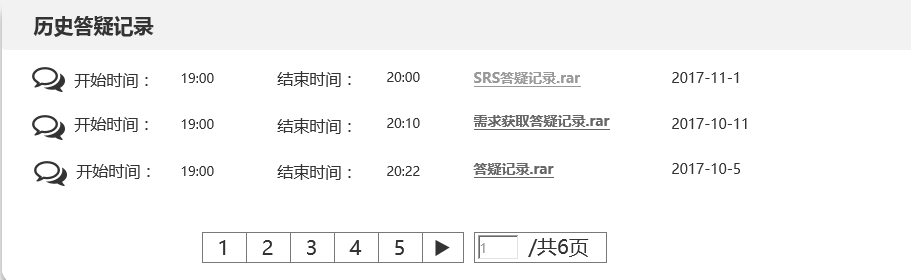 历史答疑记录
开始时间： 19:00 结束时间： 20:00 SRS答疑记录.rar 2017-11-1
开始时间： 19:00 结束时间： 20:10 需求获取答疑记录.rar 2017-10-11
开始时间： 19:00 结束时间： 20:22 答疑记录.rar 2017-10-5
1 2 3 4 5 ▶ 1 /共6页